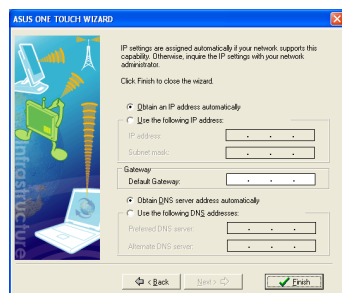 ASUS ONE TOUCH WIZARD
IP settings are assigned automatically if your network supports this
capability. Otherwise, inquire the IP settings with your network
administrator.
Click Finish to close the wizard.
Obtain an IP address automatically
Use the following IP address:
IP address:
Subnet mask:
Gateway
Default Gateway:
Obtain DNS server address automatically
Use the following DNS addresses:
Preferred DNS server:
Alternate DNS server:
< Back
Next >
Finish
Infrastructure